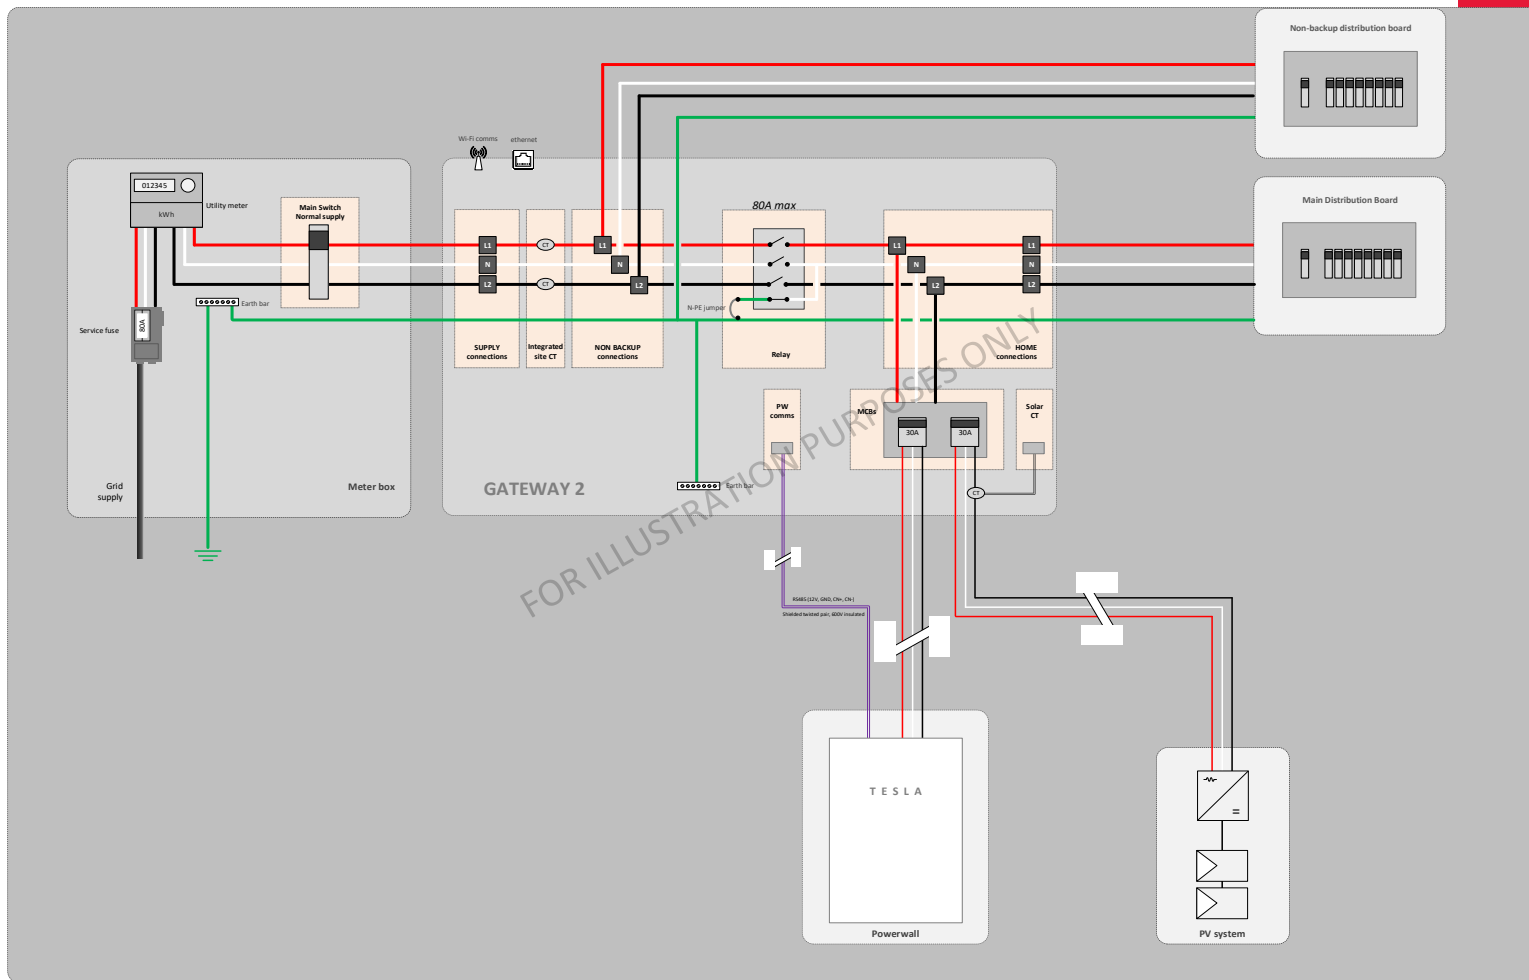 Non-backup distribution board
Wi-Fi comms
ethernet
012345
kWh
Utility meter
Main Switch
Normal supply
80A max
Main Distribution Board
L1
CT
L1
L1
L1
N
N
N
N
L2
CT
L2
L2
L2
Earth bar
N-PE jumper
80A
Service fuse
SUPPLY
connections
Integrated
site CT
NON BACKUP
connections
Relay
HOME
connections
PW
comms
MCBs
30A
30A
Solar
CT
Grid
supply
Meter box
GATEWAY 2
Earth bar
CT
FOR ILLUSTRATION PURPOSES ONLY
RS485 (12V, GND, CN+, CN-)
Shielded twisted pair, 600V insulated
TESLA
Powerwall
PV system